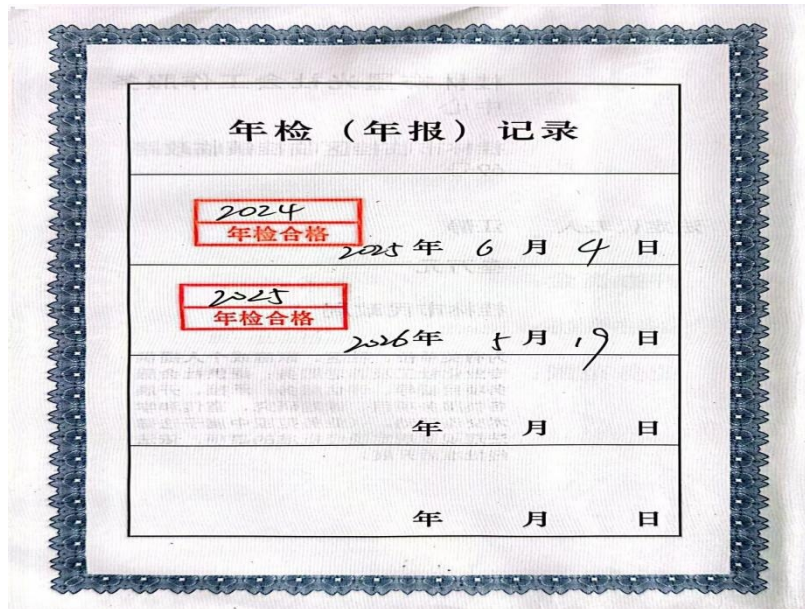 年检（年报）记录
2024
年检合格
2025年 6月 4日
2025
年检合格
2026年 5月 19日
年 月 日
年 月 日